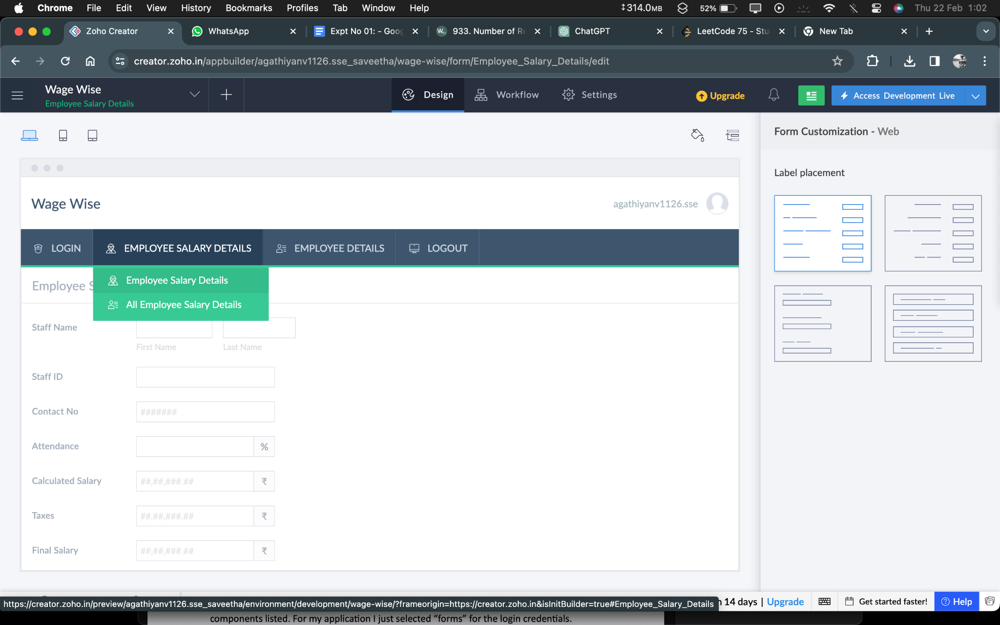 Chrome File Edit View History Bookmarks Profiles Tab Window Help 314.0MB 52% Thu 22 Feb 1:02
Zoho Creator WhatsApp Expt No 01: - Goog 933. Number of Re ChatGPT LeetCode 75 - Stu New Tab
creator.zoho.in/appbuilder/agathiyanv1126.sse_saveetha/wage-wise/form/Employee_Salary_Details/edit
Wage Wise
Employee Salary Details
Design Workflow Settings Upgrade Access Development Live
Form Customization - Web
Label placement
Wage Wise
agathiyanv1126.sse
LOGIN EMPLOYEE SALARY DETAILS EMPLOYEE DETAILS LOGOUT
Employee S
Employee Salary Details
All Employee Salary Details
Staff Name
First Name Last Name
Staff ID
Contact No #######
Attendance %
Calculated Salary ##,##,###.## ₹
Taxes ##,##,###.## ₹
Final Salary ##,##,###.## ₹
https://creator.zoho.in/preview/agathiyanv1126.sse_saveetha/environment/development/wage-wise/?frameorigin=https://creator.zoho.in&isInitBuilder=true#Employee_Salary_Details
14 days | Upgrade Get started faster! Help
components listed. For my application I just selected “forms” for the login credentials.